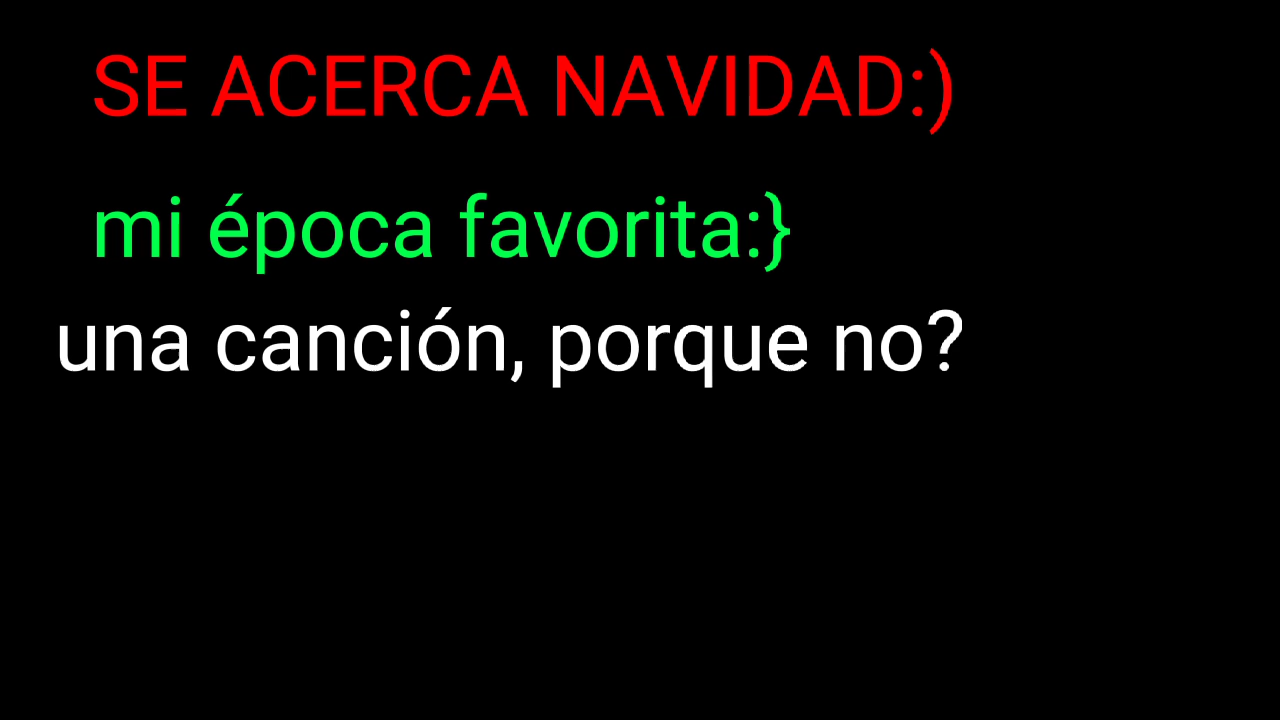 SE ACERCA NAVIDAD:)
mi época favorita:}
una canción, porque no?